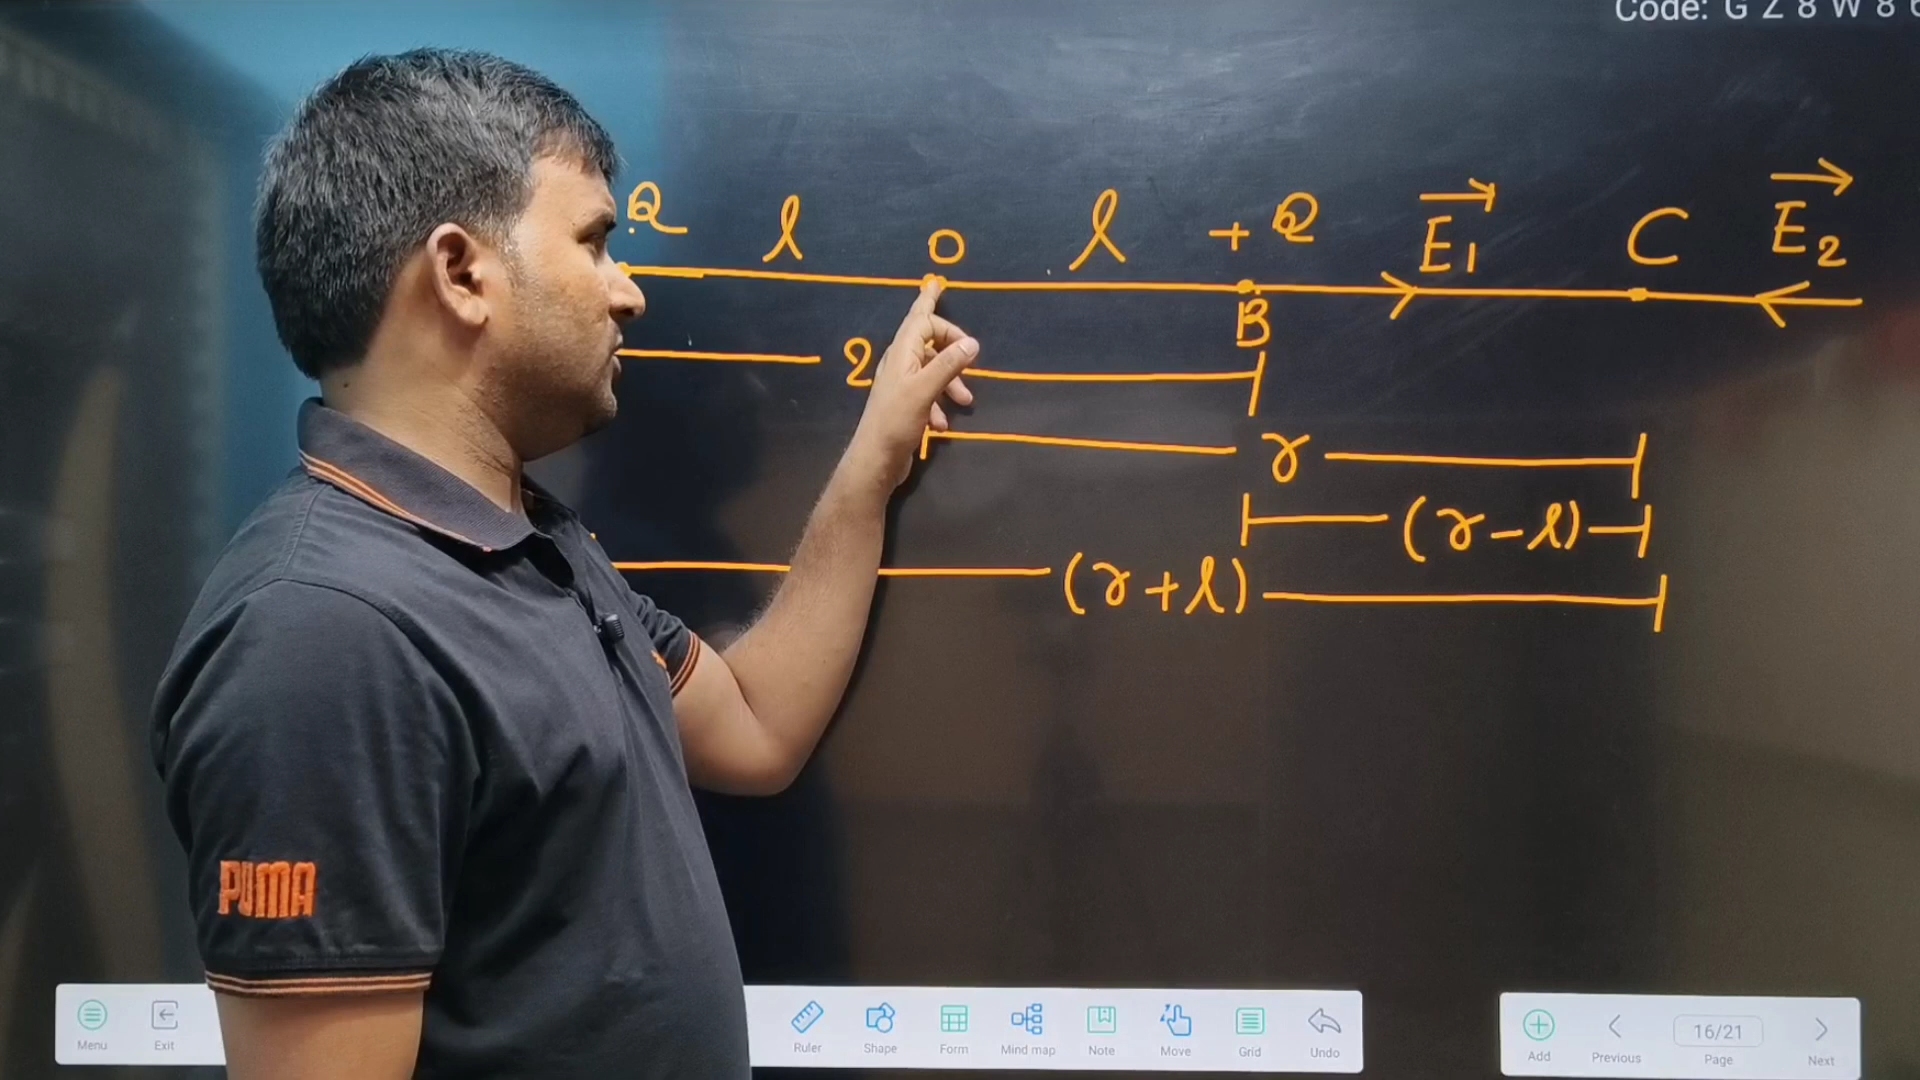 Code: G Z 8 W 8 6
Q l O l + Q E₁ C E₂
B
2
r
(r-l)
(r+l)
PUMA
Menu Exit Ruler Shape Form Mind map Note Move Grid Undo
Add Previous 16/21 Page Next